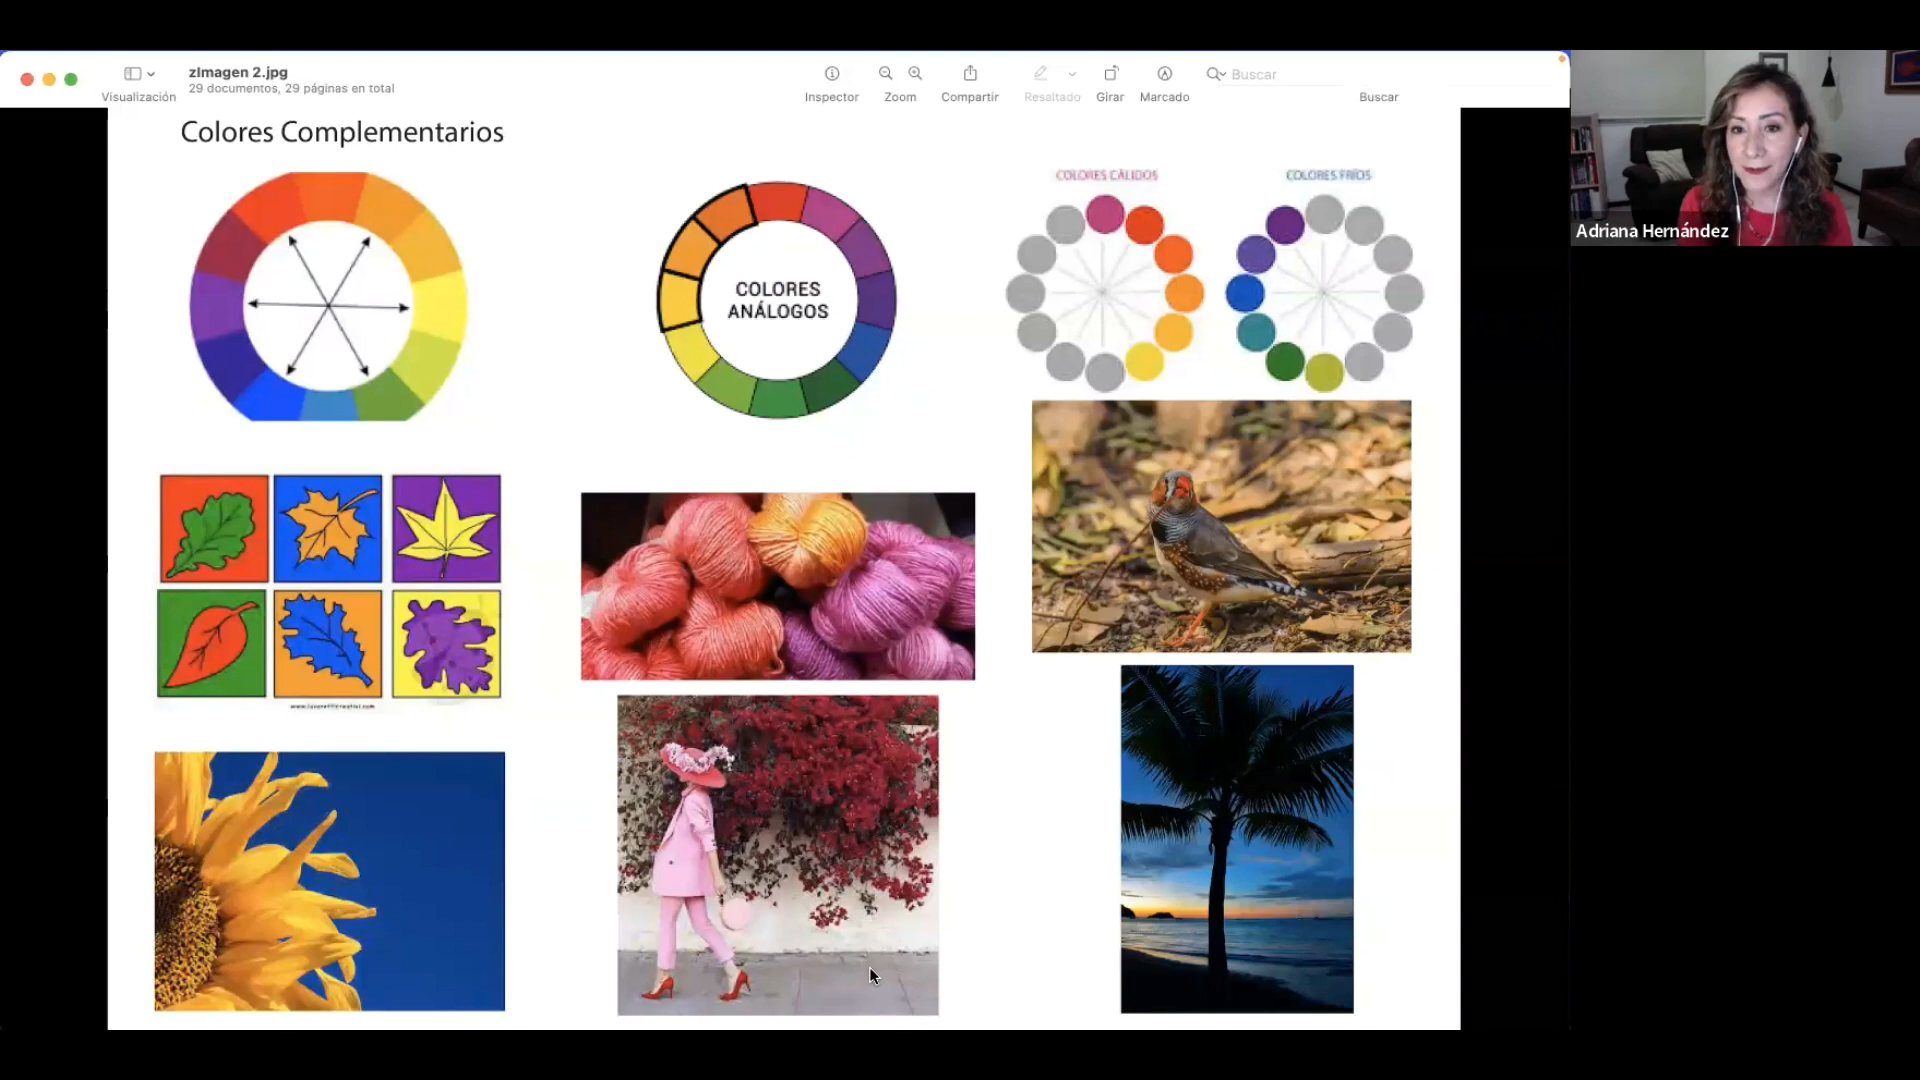 zImagen 2.jpg
29 documentos, 29 páginas en total
Visualización
Inspector
Zoom
Compartir
Resaltado
Girar
Marcado
Buscar
Buscar
Adriana Hernández
Colores Complementarios
COLORES
ANÁLOGOS
COLORES CÁLIDOS
COLORES FRÍOS